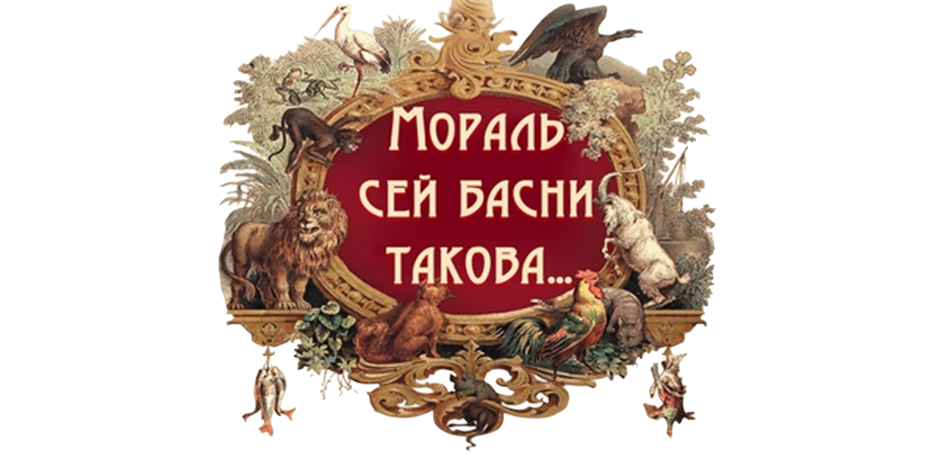 Мораль
сей басни
такова...